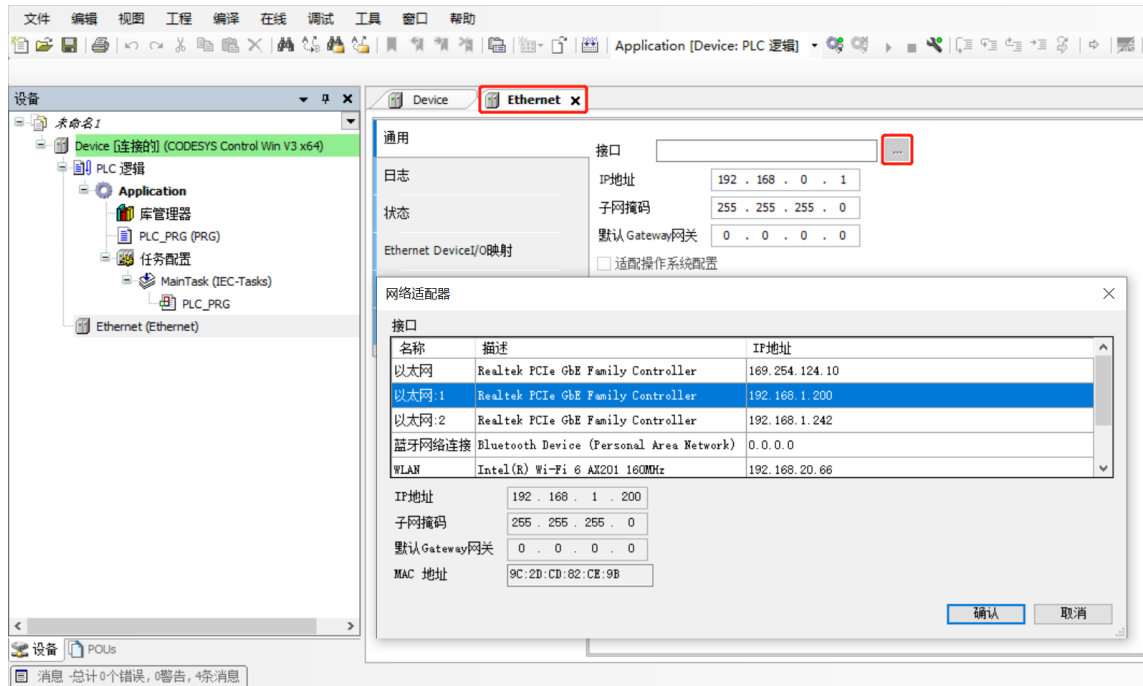 文件 编辑 视图 工程 编译 在线 调试 工具 窗口 帮助
Application [Device: PLC 逻辑]
设备
未命名1
Device [连接的] (CODESYS Control Win V3 x64)
PLC 逻辑
Application
库管理器
PLC_PRG (PRG)
任务配置
MainTask (IEC-Tasks)
PLC_PRG
Ethernet (Ethernet)
设备 POUs
消息 -总计0个错误, 0警告, 4条消息
Device Ethernet
通用
日志
状态
Ethernet DeviceI/O映射
接口 ...
IP地址 192 . 168 . 0 . 1
子网掩码 255 . 255 . 255 . 0
默认Gateway网关 0 . 0 . 0 . 0
适配操作系统配置
网络适配器
接口
名称 描述 IP地址
以太网 Realtek PCIe GbE Family Controller 169.254.124.10
以太网:1 Realtek PCIe GbE Family Controller 192.168.1.200
以太网:2 Realtek PCIe GbE Family Controller 192.168.1.242
蓝牙网络连接 Bluetooth Device (Personal Area Network) 0.0.0.0
WLAN Intel(R) Wi-Fi 6 AX201 160MHz 192.168.20.66
IP地址 192 . 168 . 1 . 200
子网掩码 255 . 255 . 255 . 0
默认Gateway网关 0 . 0 . 0 . 0
MAC 地址 9C:2D:CD:82:CE:9B
确认 取消